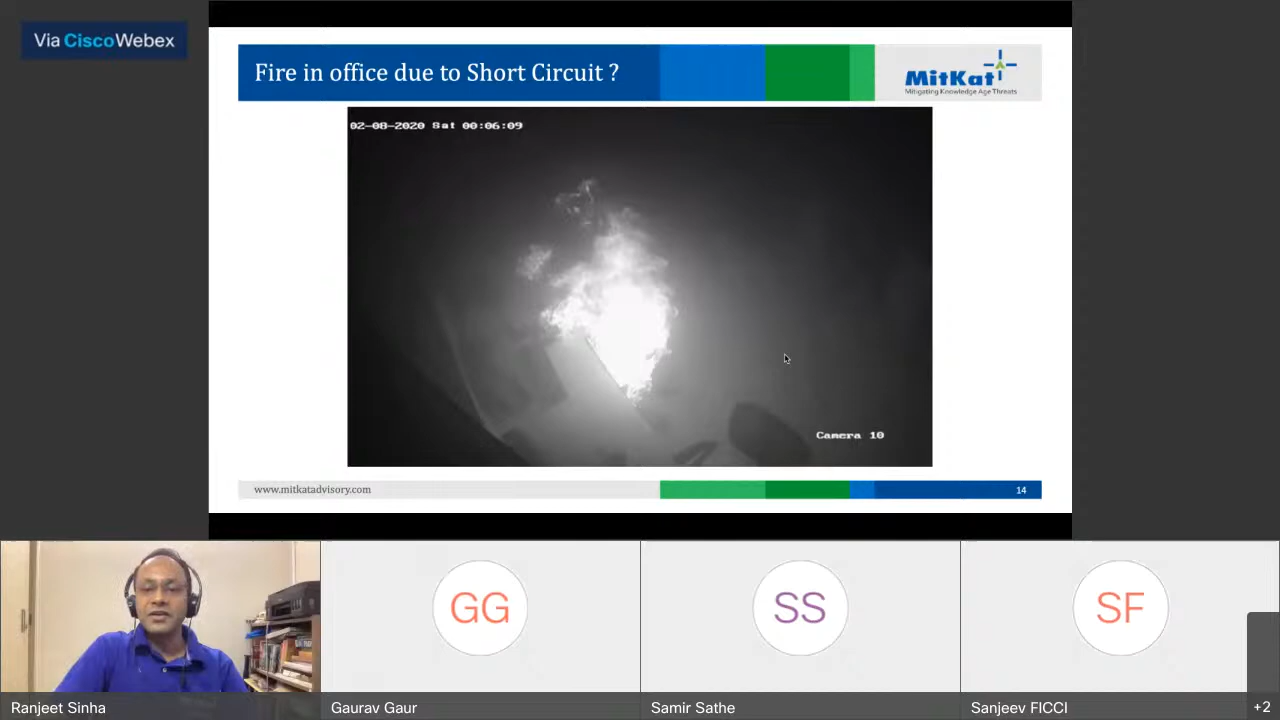 Via Cisco Webex
Fire in office due to Short Circuit ?
MitKat
Mitigating Knowledge Age Threats
02-08-2020 Sat 00:06:09
Camera 10
www.mitkatadvisory.com
14
GG
SS
SF
Ranjeet Sinha
Gaurav Gaur
Samir Sathe
Sanjeev FICCI
+2